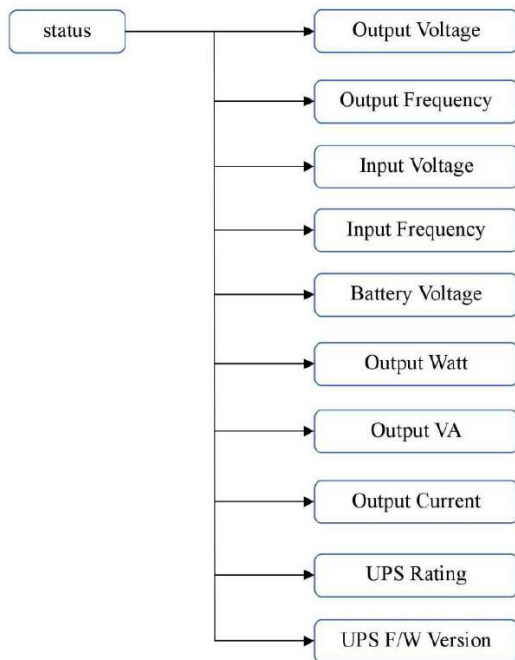 status
Output Voltage
Output Frequency
Input Voltage
Input Frequency
Battery Voltage
Output Watt
Output VA
Output Current
UPS Rating
UPS F/W Version